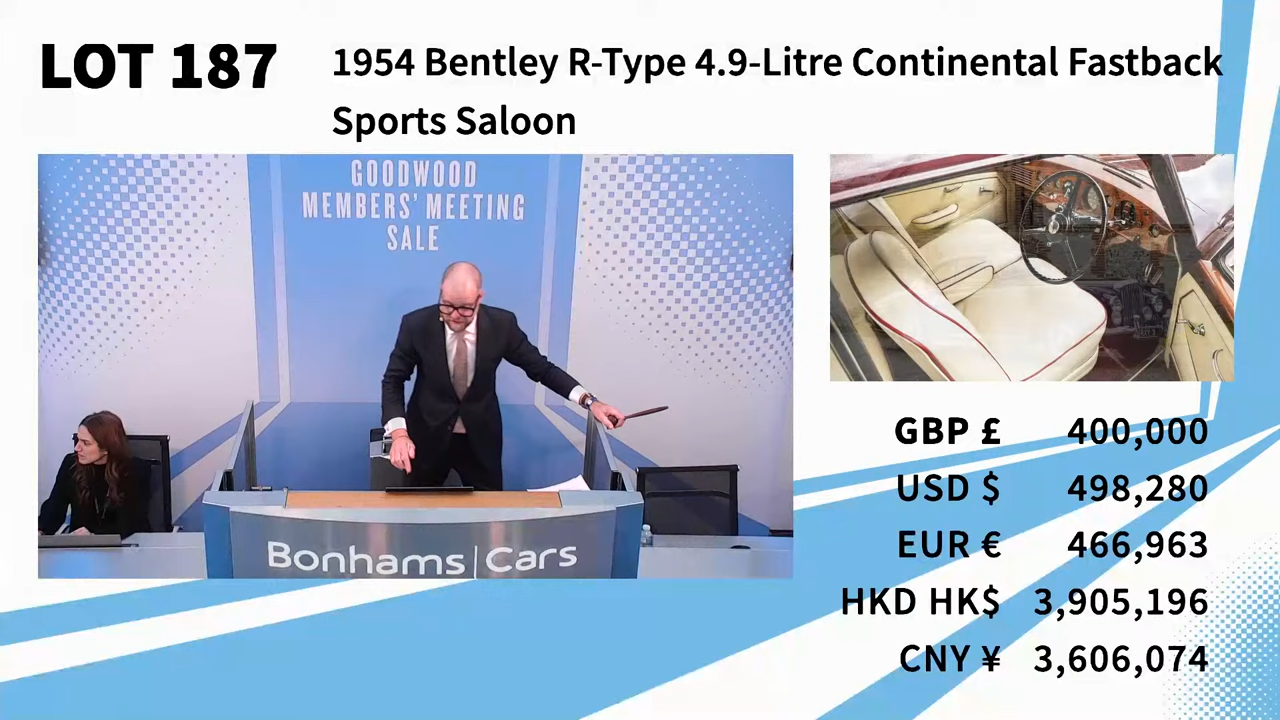 LOT 187
1954 Bentley R-Type 4.9-Litre Continental Fastback
Sports Saloon
GOODWOOD
MEMBERS' MEETING
SALE
Bonhams|Cars
GBP £ 400,000
USD $ 498,280
EUR € 466,963
HKD HK$ 3,905,196
CNY ¥ 3,606,074